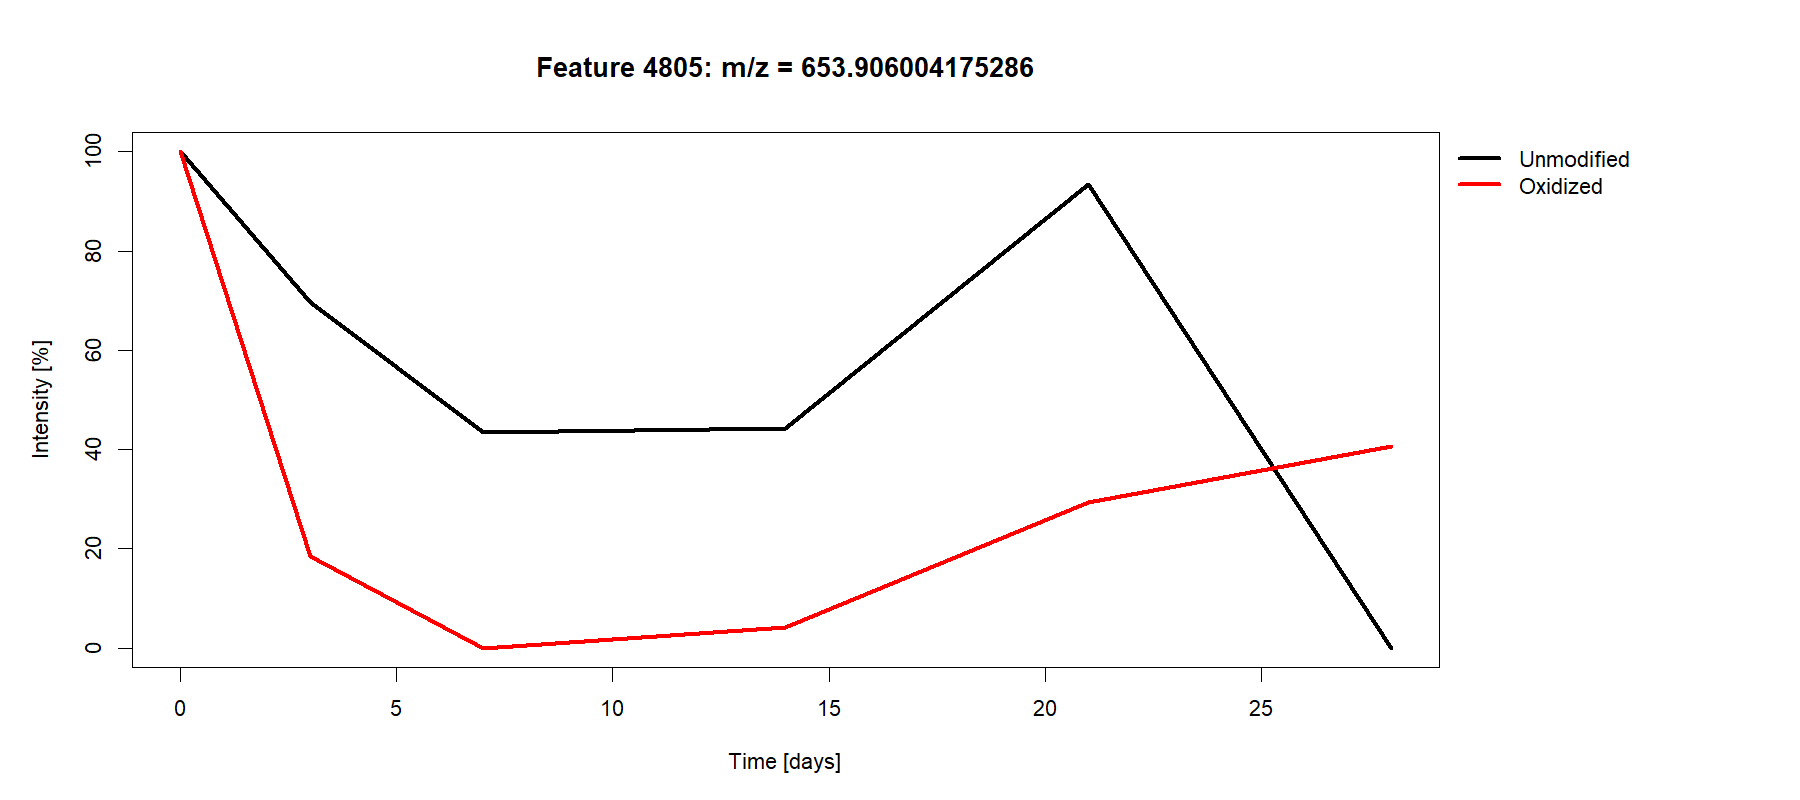 Feature 4805: m/z = 653.906004175286
Unmodified
Oxidized
Intensity [%]
100
80
60
40
20
0
0 5 10 15 20 25
Time [days]